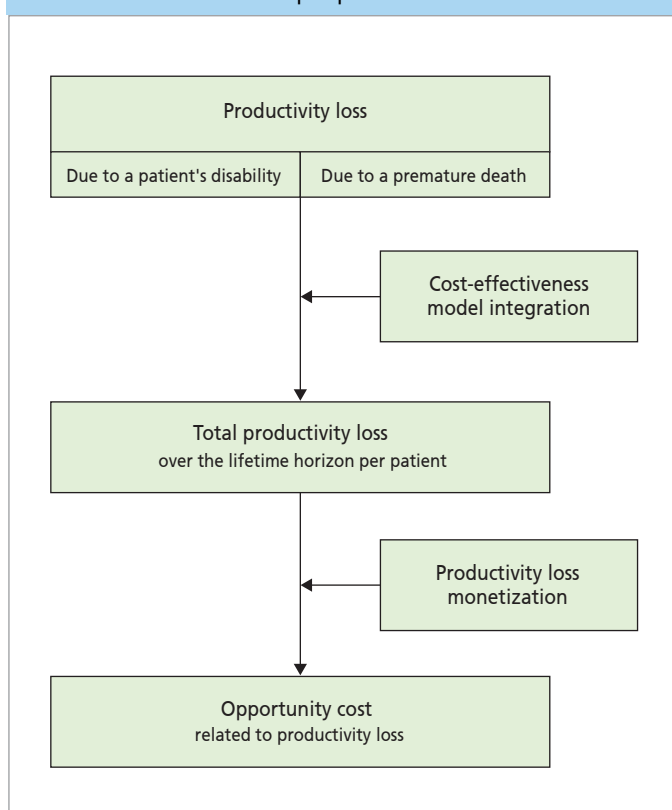 Productivity loss
Due to a patient's disability
Due to a premature death
Cost-effectiveness
model integration
Total productivity loss
over the lifetime horizon per patient
Productivity loss
monetization
Opportunity cost
related to productivity loss